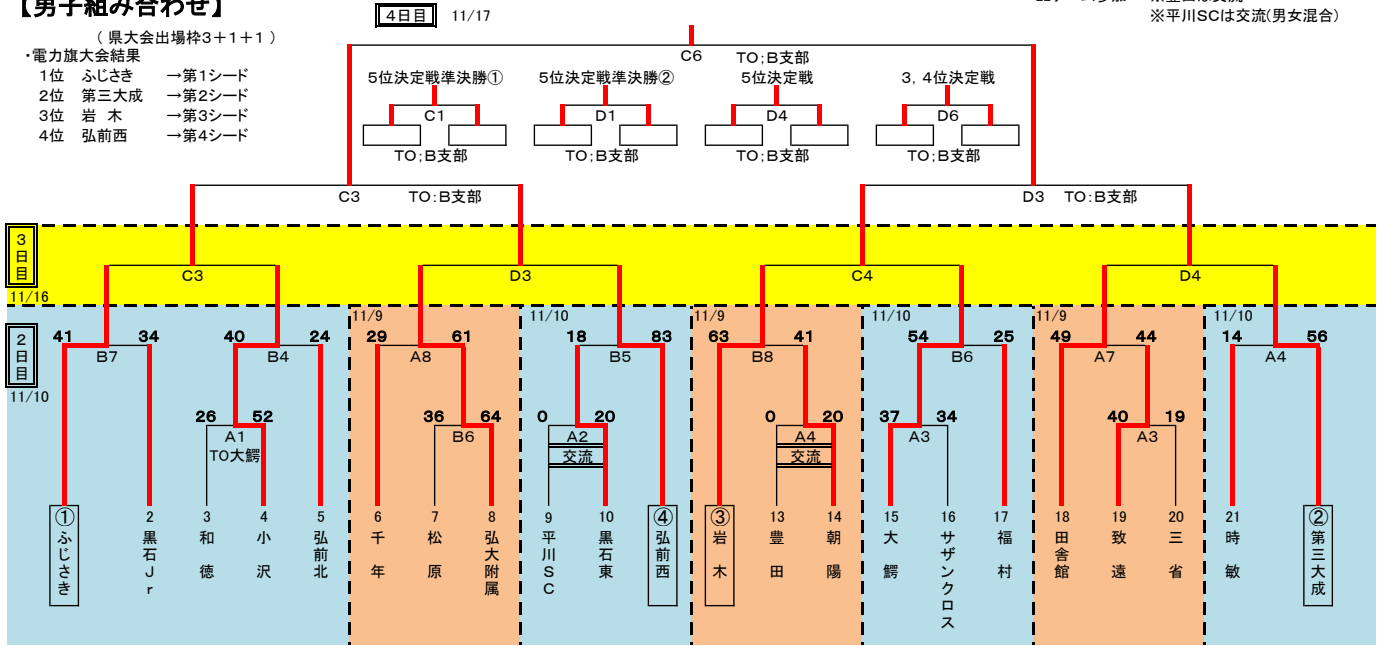 【男子組み合わせ】
(県大会出場枠3+1+1)
・電力旗大会結果
1位 ふじさき →第1シード
2位 第三大成 →第2シード
3位 岩 木 →第3シード
4位 弘前西 →第4シード
4日目 11/17
※平川SCは交流(男女混合)
C6 TO;B支部
5位決定戦準決勝① 5位決定戦準決勝② 5位決定戦 3, 4位決定戦
C1 D1 D4 D6
TO;B支部 TO;B支部 TO;B支部 TO;B支部
C3 TO:B支部 D3 TO:B支部
3日目
11/16
C3 D3 C4 D4
11/9 11/10 11/9 11/10 11/9 11/10
2日目
11/10
41 34 40 24 29 61 18 83 63 41 54 25 49 44 14 56
B7 B4 A8 B5 B8 B6 A7 A4
26 52 36 64 0 20 0 20 37 34 40 19
A1 B6 A2 A4 A3 A3
TO大鰐 交流 交流
① ふじさき
2 黒石Jr
3 和 徳
4 小 沢
5 弘前北
6 千 年
7 松 原
8 弘大附属
9 平川SC
10 黒石東
④ 弘前西
③ 岩 木
13 豊 田
14 朝 陽
15 大 鰐
16 サザンクロス
17 福 村
18 田舎館
19 致 遠
20 三 省
21 時 敏
② 第三大成